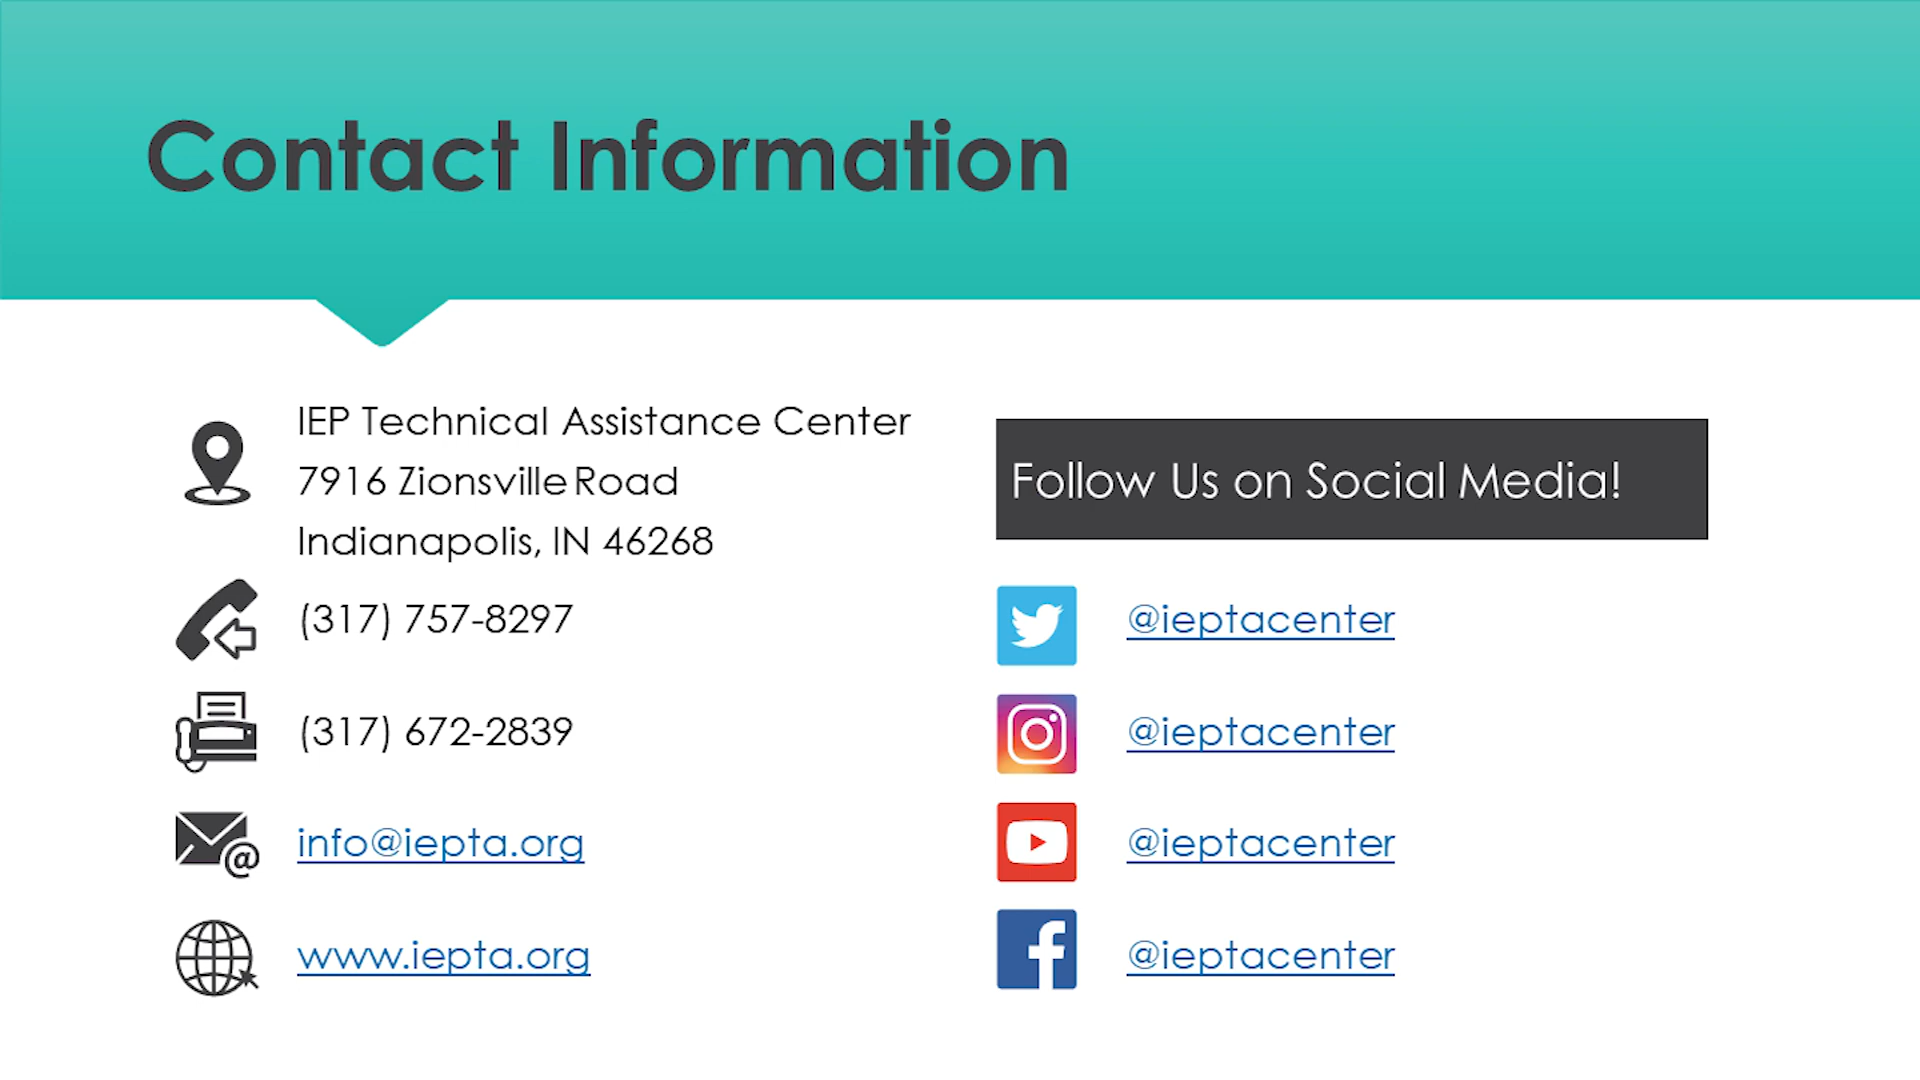 Contact Information
IEP Technical Assistance Center
7916 Zionsville Road
Indianapolis, IN 46268
(317) 757-8297
(317) 672-2839
info@iepta.org
www.iepta.org
Follow Us on Social Media!
@ieptacenter
@ieptacenter
@ieptacenter
@ieptacenter